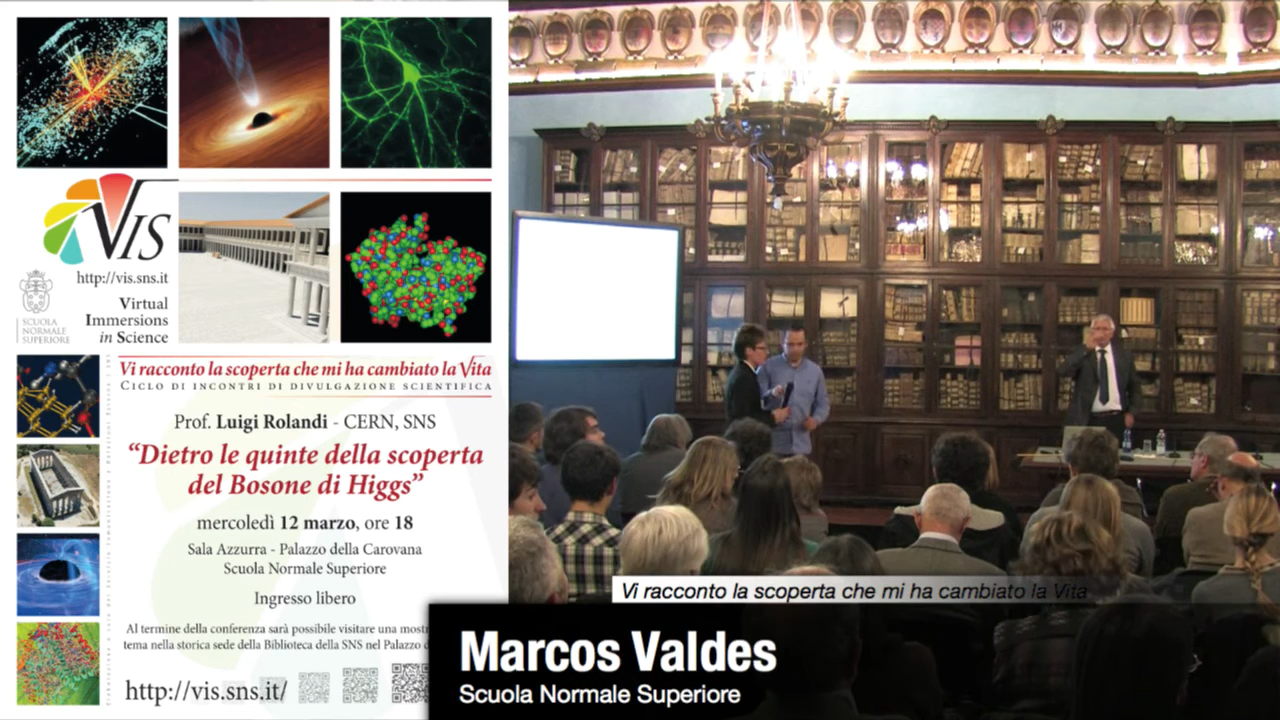 VIS
http://vis.sns.it
SCUOLA
NORMALE
SUPERIORE
Virtual
Immersions
in Science
Vi racconto la scoperta che mi ha cambiato la Vita
CICLO DI INCONTRI DI DIVULGAZIONE SCIENTIFICA
Prof. Luigi Rolandi - CERN, SNS
“Dietro le quinte della scoperta
del Bosone di Higgs”
mercoledì 12 marzo, ore 18
Sala Azzurra - Palazzo della Carovana
Scuola Normale Superiore
Ingresso libero
Al termine della conferenza sarà possibile visitare una most
tema nella storica sede della Biblioteca della SNS nel Palazzo
http://vis.sns.it/
Vi racconto la scoperta che mi ha cambiato la Vita
Marcos Valdes
Scuola Normale Superiore